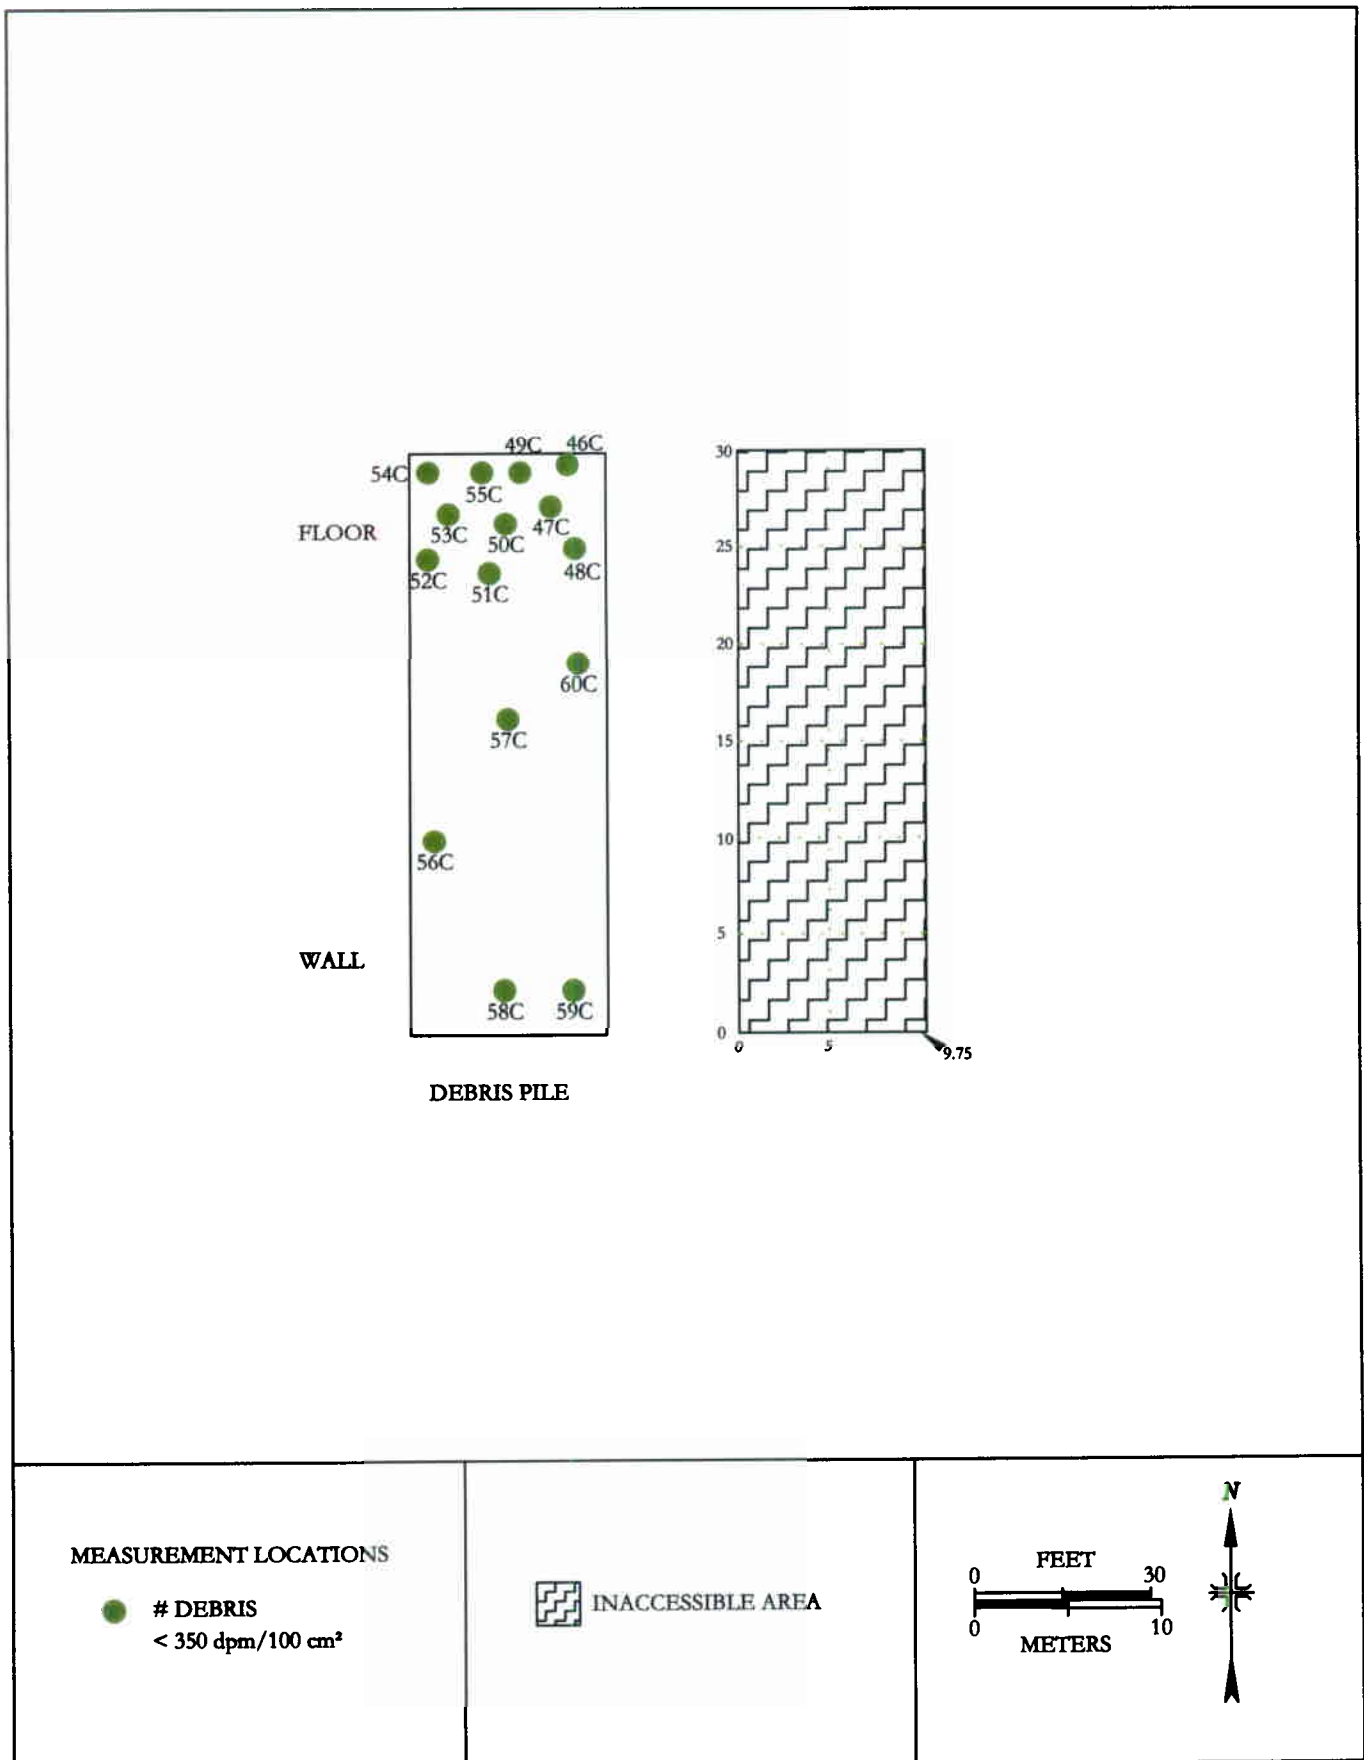 49C 46C
54C
55C
53C
50C
47C
FLOOR
48C
52C
51C
60C
57C
56C
WALL
58C 59C
DEBRIS PILE
30
25
20
15
10
5
0
0 5
9.75
MEASUREMENT LOCATIONS
# DEBRIS
< 350 dpm/100 cm²
INACCESSIBLE AREA
FEET
0 30
0 10
METERS
N